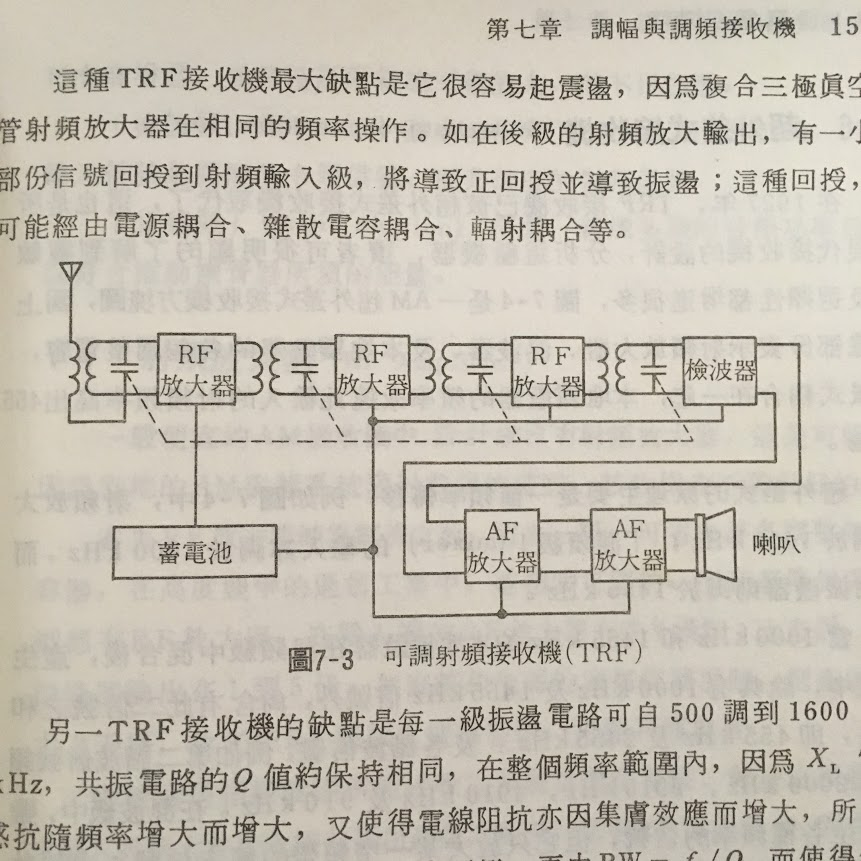 第七章 調幅與調頻接收機 15
這種TRF接收機最大缺點是它很容易起震盪，因爲複合三極眞空
管射頻放大器在相同的頻率操作。如在後級的射頻放大輸出，有一小
部份信號回授到射頻輸入級，將導致正回授並導致振盪；這種回授，
可能經由電源耦合、雜散電容耦合、輻射耦合等。
RF
放大器
RF
放大器
RF
放大器
檢波器
蓄電池
AF
放大器
AF
放大器
喇叭
圖7-3 可調射頻接收機(TRF)
另一TRF接收機的缺點是每一級振盪電路可自500調到1600
kHz，共振電路的Q值約保持相同，在整個頻率範圍內，因爲 XL
感抗隨頻率增大而增大，又使得電線阻抗亦因集膚效應而增大，所
而使得